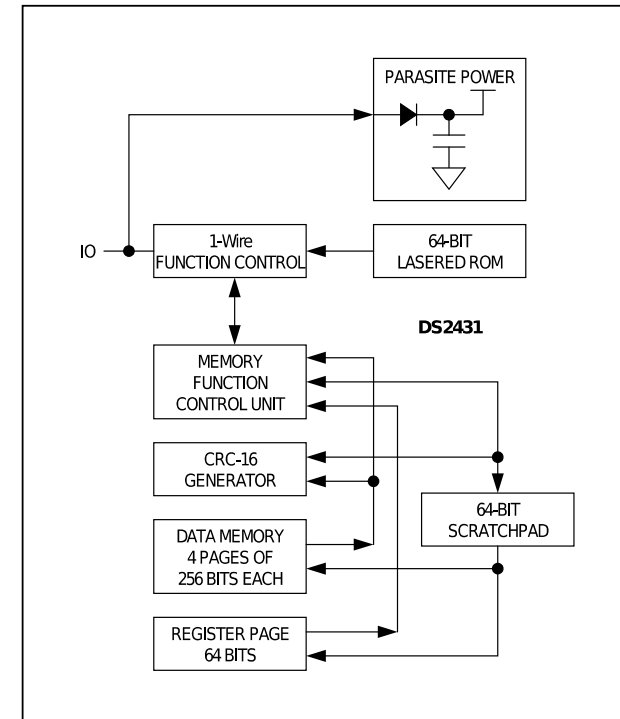 PARASITE POWER
IO
1-Wire
FUNCTION CONTROL
64-BIT
LASERED ROM
DS2431
MEMORY
FUNCTION
CONTROL UNIT
CRC-16
GENERATOR
64-BIT
SCRATCHPAD
DATA MEMORY
4 PAGES OF
256 BITS EACH
REGISTER PAGE
64 BITS